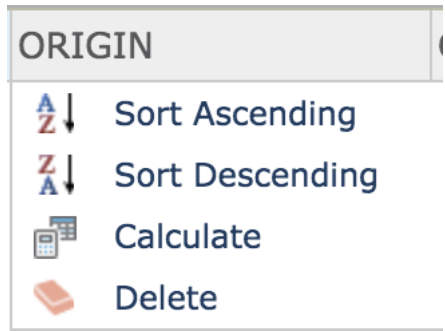 ORIGIN
Sort Ascending
Sort Descending
Calculate
Delete